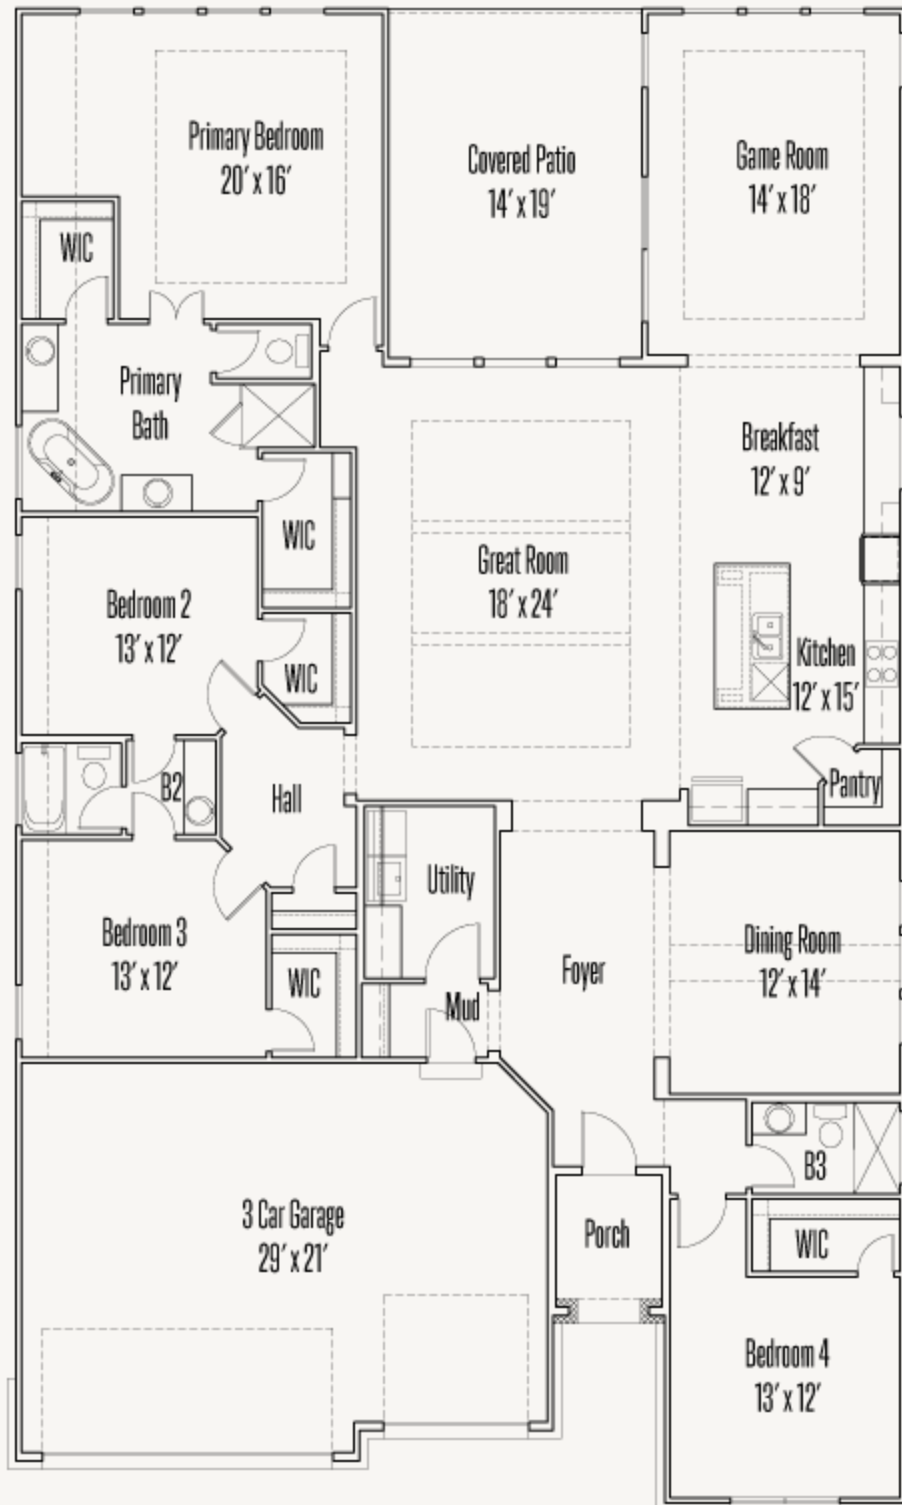 Primary Bedroom
20' x 16'
Covered Patio
14' x 19'
Game Room
14' x 18'
WIC
Primary
Bath
Breakfast
12' x 9'
WIC
Great Room
18' x 24'
Bedroom 2
13' x 12'
WIC
Kitchen
12' x 15'
B2
Hall
Pantry
Utility
Bedroom 3
13' x 12'
WIC
Mud
Foyer
Dining Room
12' x 14'
B3
3 Car Garage
29' x 21'
Porch
WIC
Bedroom 4
13' x 12'